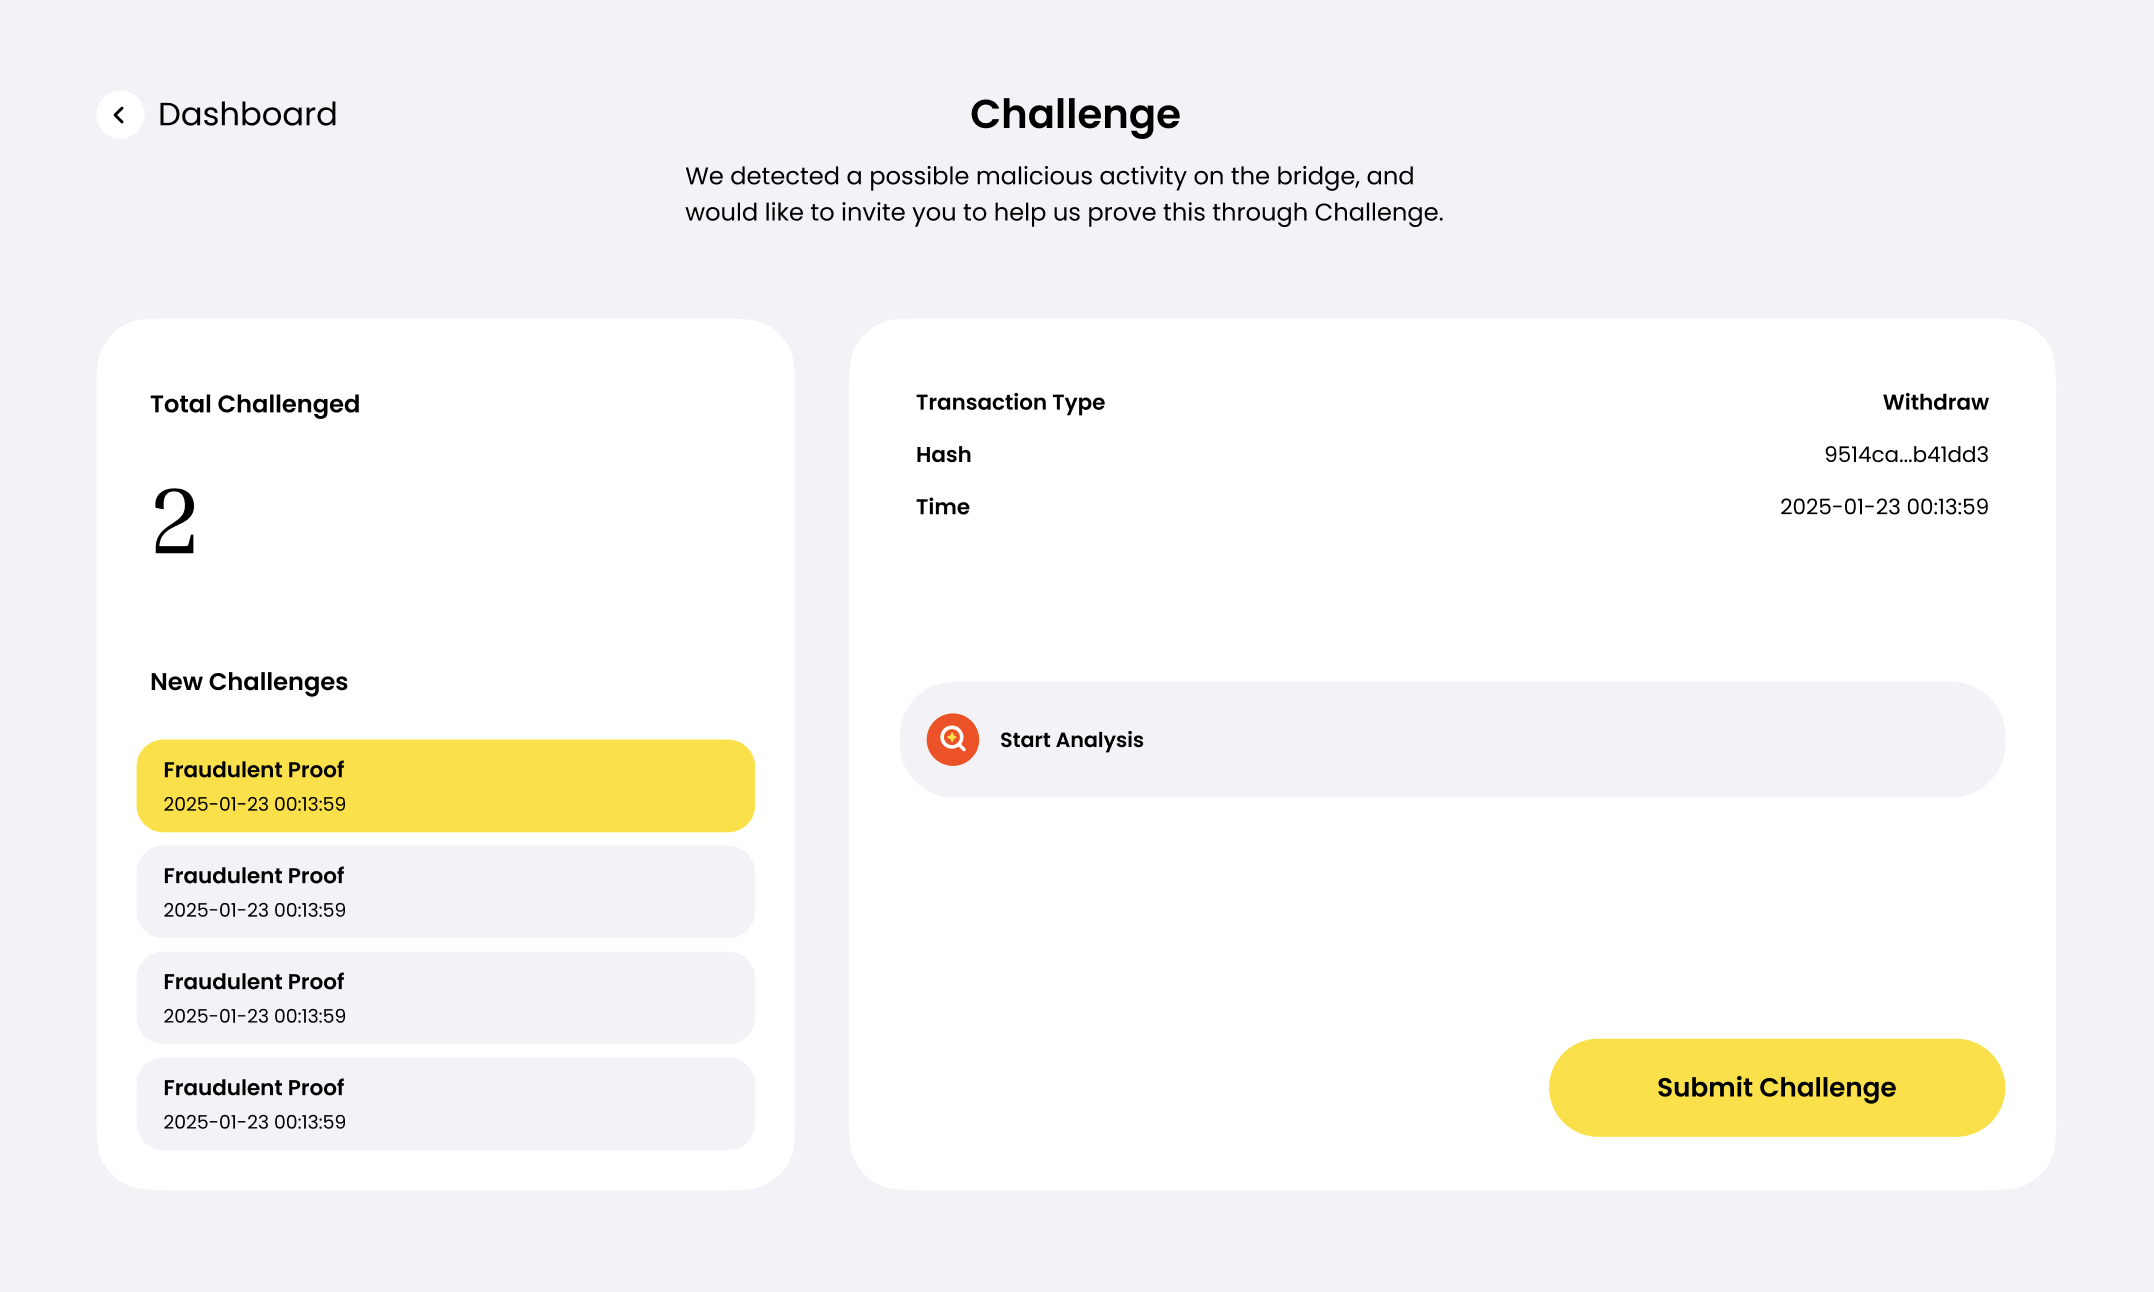 Dashboard
Challenge
We detected a possible malicious activity on the bridge, and
would like to invite you to help us prove this through Challenge.
Total Challenged
2
New Challenges
Fraudulent Proof
2025-01-23 00:13:59
Fraudulent Proof
2025-01-23 00:13:59
Fraudulent Proof
2025-01-23 00:13:59
Fraudulent Proof
2025-01-23 00:13:59
Transaction Type Withdraw
Hash 9514ca...b41dd3
Time 2025-01-23 00:13:59
Start Analysis
Submit Challenge